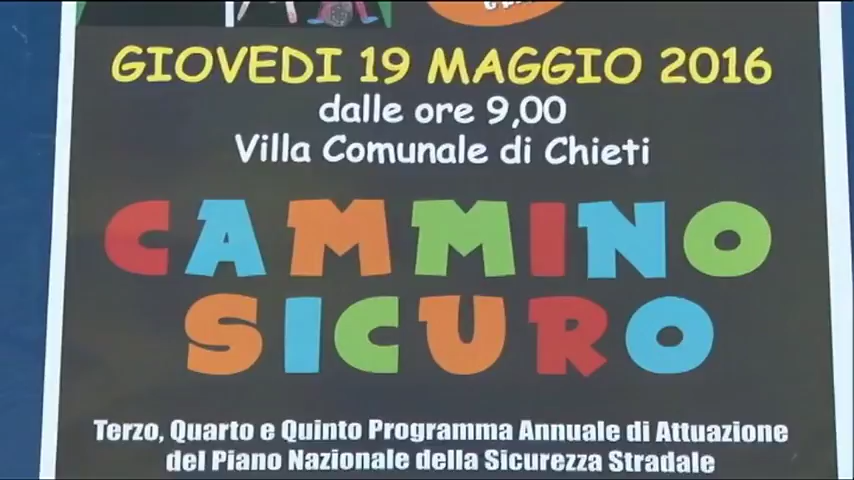 GIOVEDI 19 MAGGIO 2016
dalle ore 9,00
Villa Comunale di Chieti
CAMMINO
SICURO
Terzo, Quarto e Quinto Programma Annuale di Attuazione
del Piano Nazionale della Sicurezza Stradale